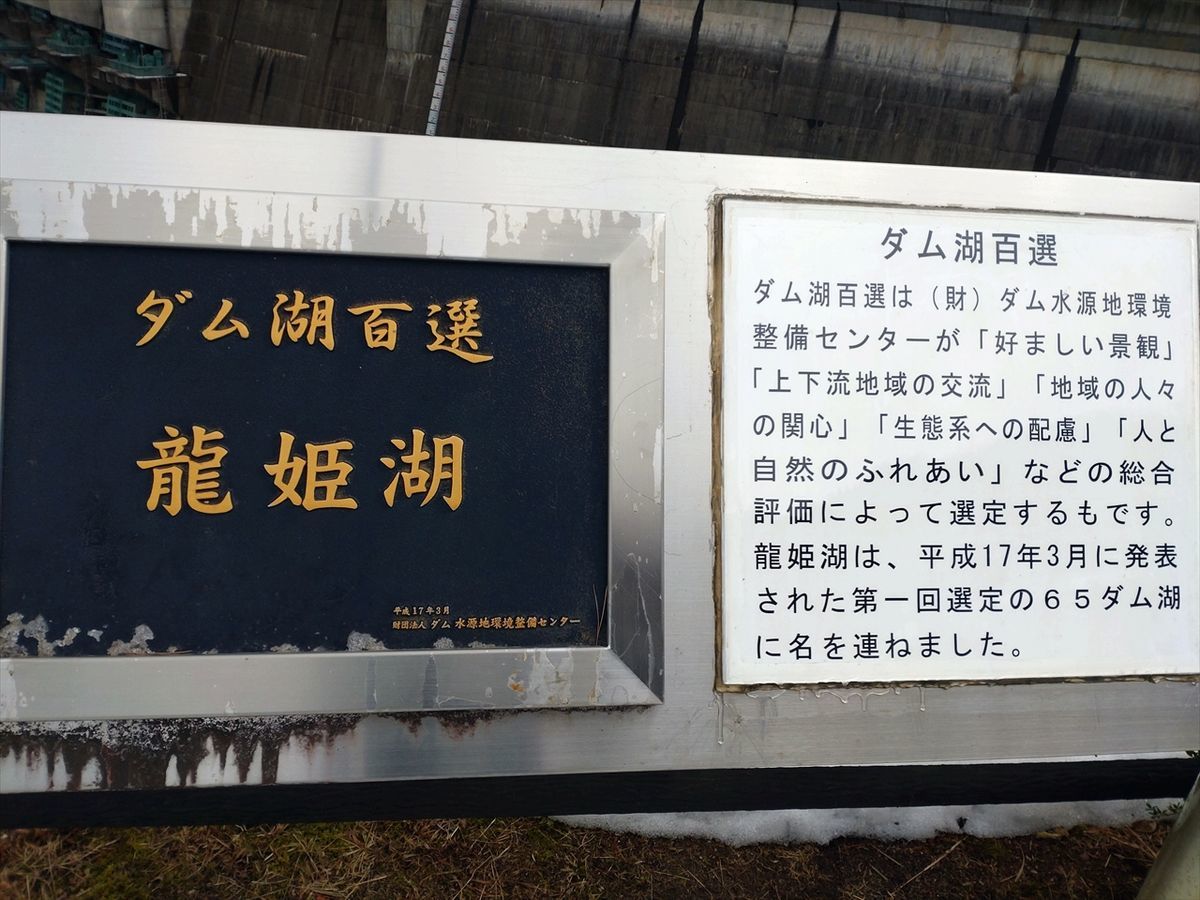 ダム湖百選
龍姫湖
平成17年3月
財団法人 ダム水源地環境整備センター
ダム湖百選
ダム湖百選は（財）ダム水源地環境
整備センターが「好ましい景観」
「上下流地域の交流」「地域の人々
の関心」「生態系への配慮」「人と
自然のふれあい」などの総合
評価によって選定するもです。
龍姫湖は、平成17年3月に発表
された第一回選定の６５ダム湖
に名を連ねました。